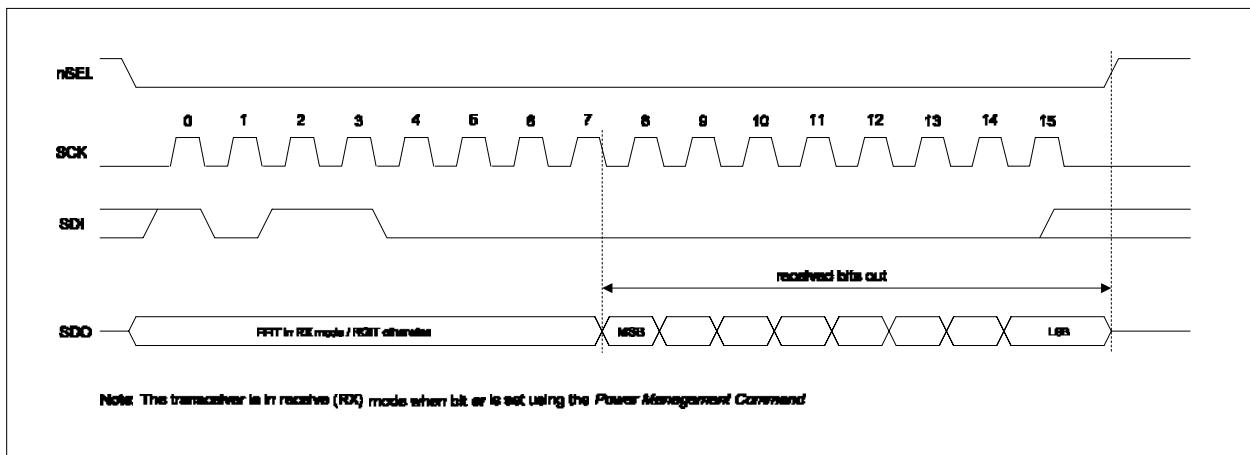 nSEL
0 1 2 3 4 5 6 7 8 9 10 11 12 13 14 15
SCK
SDI
received bits out
SDO
FFIT in RX mode / RGIT otherwise
MSB
LSB
Note: The transceiver is in receive (RX) mode when bit er is set using the Power Management Command